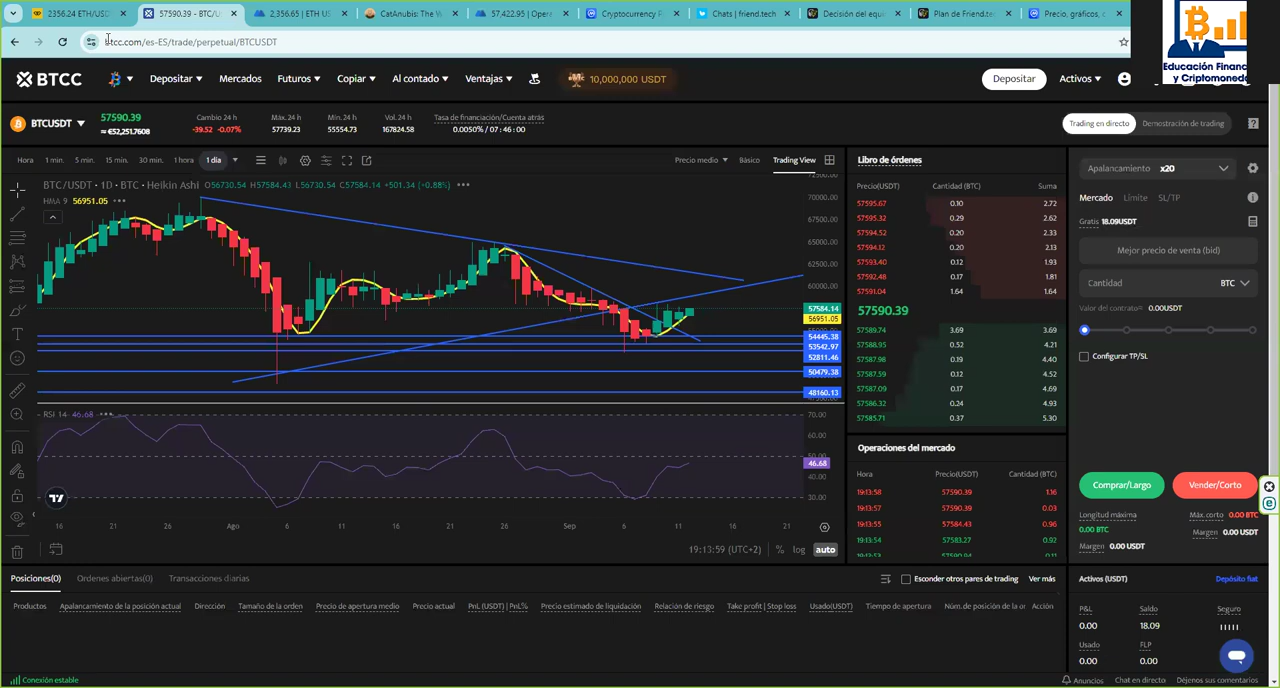 2356.24 ETH/USD
57590.39 - BTC/U
2,356.65 | ETH US
CatAnubis: The W
57,422.95 | Opera
Cryptocurrency P
Chats | friend.tech
Decisión del equi
Plan de Friend.te
Precio, gráficos, c
btcc.com/es-ES/trade/perpetual/BTCUSDT
Educación Financ
y Criptomoneda
BTCC
Depositar
Mercados
Futuros
Copiar
Al contado
Ventajas
10,000,000 USDT
Depositar
Activos
BTCUSDT
57590.39
≈ €52,251.7608
Cambio 24 h
-39.52 -0.07%
Máx. 24 h
57739.23
Mín. 24 h
55554.73
Vol. 24 h
167824.58
Tasa de financiación/Cuenta atrás
0.0050% / 07 : 46 : 00
Trading en directo
Demostración de trading
Hora
1 min.
5 min.
15 min.
30 min.
1 hora
1 día
Precio medio
Básico
Trading View
BTC/USDT · 1D · BTC · Heikin Ashi O56730.54 H57584.43 L56730.54 C57584.14 +501.34 (+0.88%)
HMA 9 56951.05
70000.00
67500.00
65000.00
62500.00
60000.00
57584.14
56951.05
54445.38
53542.97
52811.46
50479.38
48160.13
RSI 14 46.68
70.00
60.00
50.00
46.68
40.00
30.00
16
21
26
Ago
6
11
16
21
26
Sep
6
11
16
21
19:13:59 (UTC+2)
%
log
auto
Libro de órdenes
Precio(USDT) Cantidad (BTC) Suma
57595.67 0.10 2.72
57595.32 0.29 2.62
57594.52 0.20 2.33
57594.12 0.20 2.13
57593.40 0.12 1.93
57592.48 0.17 1.81
57591.04 1.64 1.64
57590.39
57589.74 3.69 3.69
57588.95 0.52 4.21
57587.98 0.19 4.40
57587.59 0.12 4.52
57587.09 0.17 4.69
57586.32 0.24 4.93
57585.71 0.37 5.30
Operaciones del mercado
Hora Precio(USDT) Cantidad (BTC)
19:13:58 57590.39 1.16
19:13:57 57590.39 0.03
19:13:55 57584.43 0.96
19:13:54 57583.27 0.92
19:13:53 57590.94 0.11
Apalancamiento x20
Mercado
Límite
SL/TP
Gratis 18.09USDT
Mejor precio de venta (bid)
Cantidad
BTC
Valor del contrato≈ 0.00USDT
Configurar TP/SL
Comprar/Largo
Vender/Corto
Longitud máxima
0.00 BTC
Máx.corto 0.00 BTC
Margen 0.00 USDT
Margen 0.00 USDT
Posiciones(0)
Ordenes abiertas(0)
Transacciones diarias
Esconder otros pares de trading
Ver más
Productos
Apalancamiento de la posición actual
Dirección
Tamaño de la orden
Precio de apertura medio
Precio actual
PnL (USDT) | PnL%
Precio estimado de liquidación
Relación de riesgo
Take profit | Stop loss
Usado(USDT)
Tiempo de apertura
Núm. de posición de la o
Acción
Activos (USDT)
Depósito fiat
P&L
Saldo
Seguro
0.00
18.09
Usado
FLP
0.00
0.00
Conexión estable
Anuncios
Chat en directo
Déjenos sus comentarios